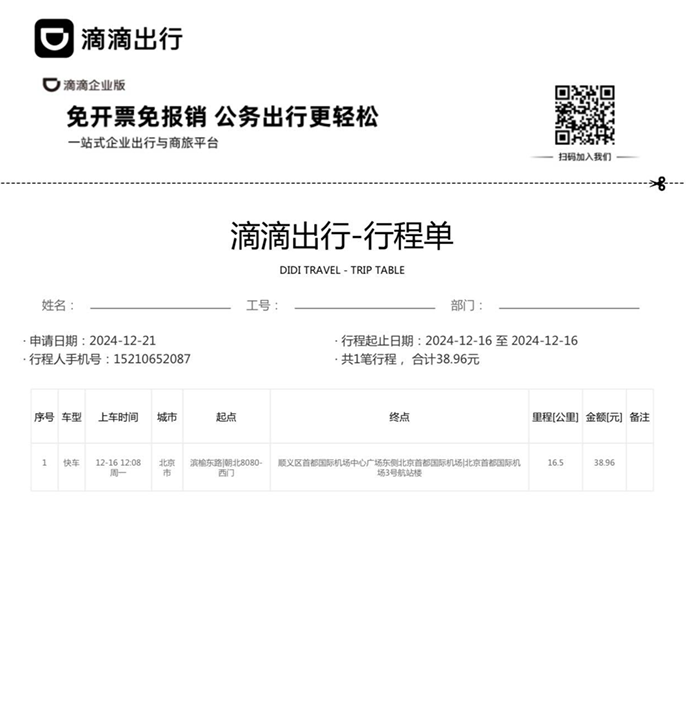 滴滴出行
滴滴企业版
免开票免报销 公务出行更轻松
一站式企业出行与商旅平台
扫码加入我们
滴滴出行-行程单
DIDI TRAVEL - TRIP TABLE
姓名： 工号： 部门：
· 申请日期：2024-12-21 · 行程起止日期：2024-12-16 至 2024-12-16
· 行程人手机号：15210652087 · 共1笔行程， 合计38.96元
序号 车型 上车时间 城市 起点 终点 里程[公里] 金额[元] 备注
1 快车 12-16 12:08 北京 滨榆东路|朝北8080- 顺义区首都国际机场中心广场东侧北京首都国际机场|北京首都国际机 16.5 38.96
周一 市 西门 场3号航站楼